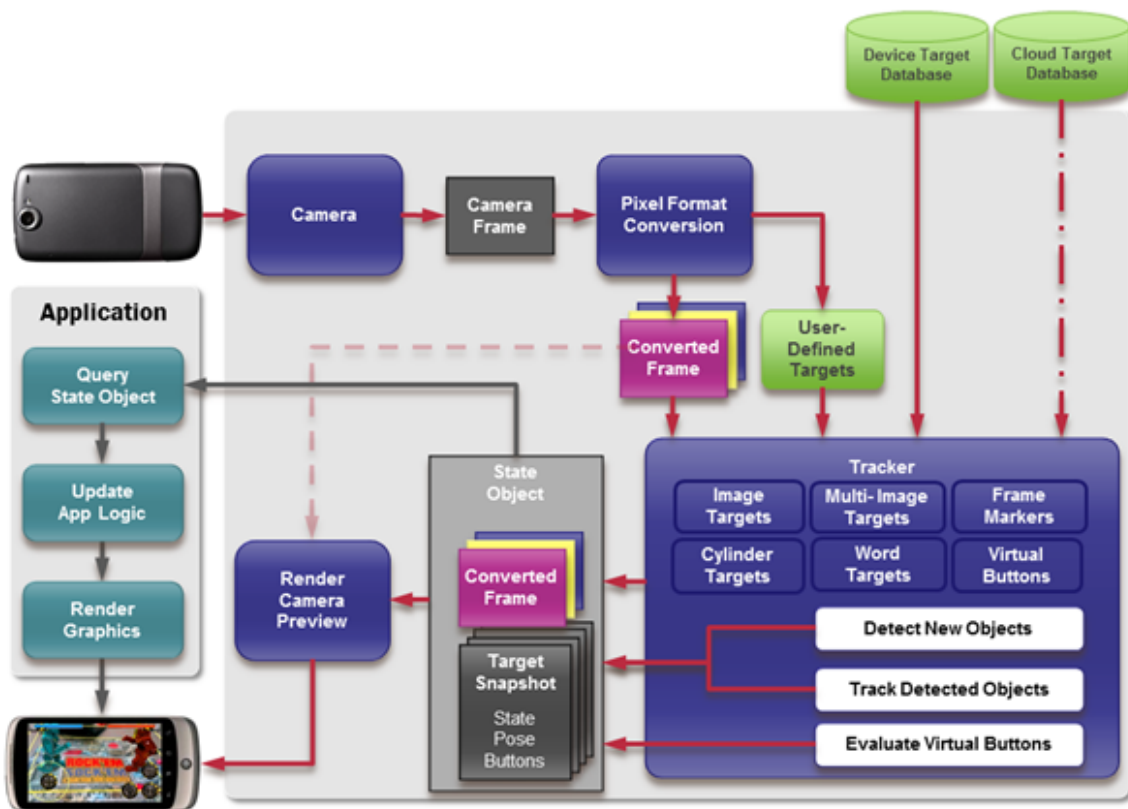 Device Target
Database
Cloud Target
Database
Camera
Camera
Frame
Pixel Format
Conversion
Application
Query
State Object
Update
App Logic
Render
Graphics
Converted
Frame
User-
Defined
Targets
State
Object
Converted
Frame
Target
Snapshot
State
Pose
Buttons
Render
Camera
Preview
Tracker
Image
Targets
Multi-Image
Targets
Frame
Markers
Cylinder
Targets
Word
Targets
Virtual
Buttons
Detect New Objects
Track Detected Objects
Evaluate Virtual Buttons
ROCK'EM